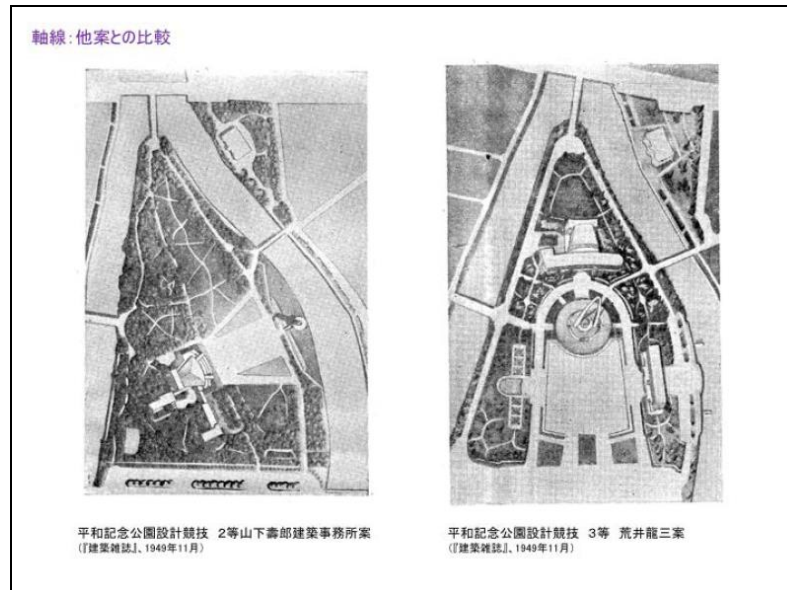 軸線：他案との比較
平和記念公園設計競技 2等山下壽郎建築事務所案
(『建築雑誌』、1949年11月)
平和記念公園設計競技 3等 荒井龍三案
(『建築雑誌』、1949年11月)